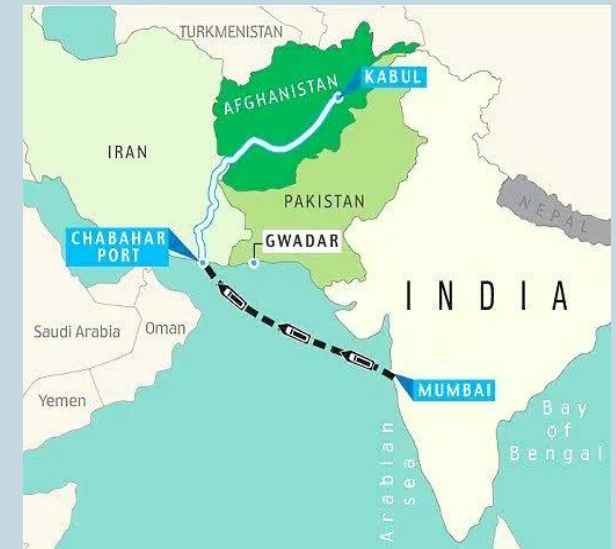 TURKMENISTAN
KABUL
AFGHANISTAN
IRAN
PAKISTAN
NEPAL
CHABAHAR
PORT
GWADAR
INDIA
Saudi Arabia
Oman
Yemen
MUMBAI
Bay
of
Bengal
Arabian
sea